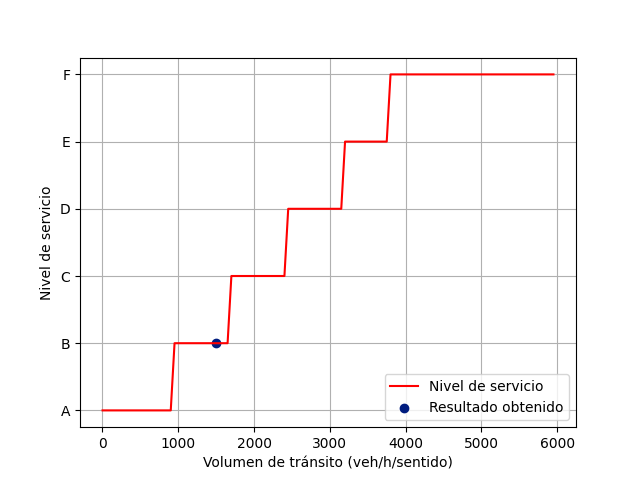 F
E
D
C
B
A
Nivel de servicio
0 1000 2000 3000 4000 5000 6000
Volumen de tránsito (veh/h/sentido)
Nivel de servicio
Resultado obtenido